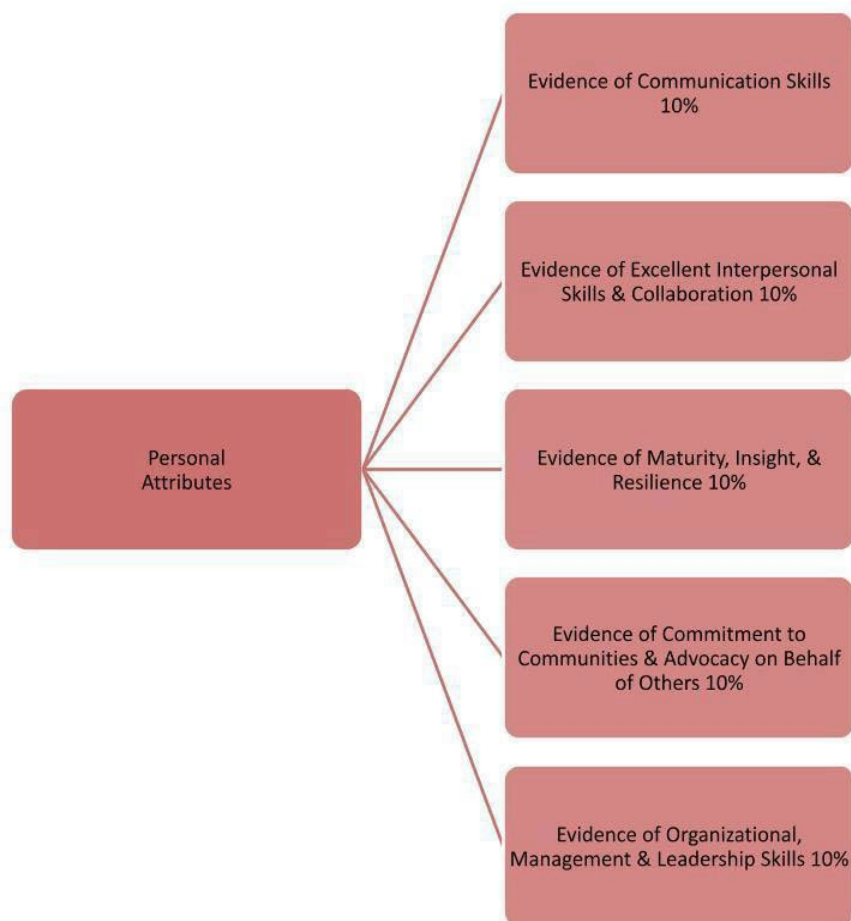 Evidence of Communication Skills
10%
Evidence of Excellent Interpersonal
Skills & Collaboration 10%
Personal
Attributes
Evidence of Maturity, Insight, &
Resilience 10%
Evidence of Commitment to
Communities & Advocacy on Behalf
of Others 10%
Evidence of Organizational,
Management & Leadership Skills 10%